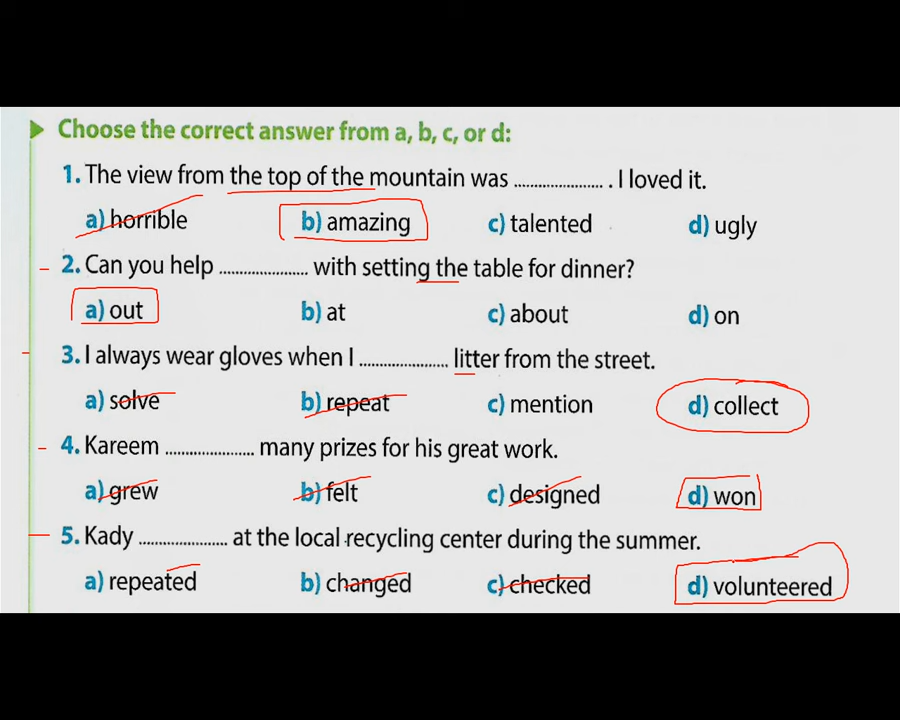 Choose the correct answer from a, b, c, or d:
1. The view from the top of the mountain was ..................... . I loved it.
a) horrible b) amazing c) talented d) ugly
2. Can you help ..................... with setting the table for dinner?
a) out b) at c) about d) on
3. I always wear gloves when I ..................... litter from the street.
a) solve b) repeat c) mention d) collect
4. Kareem ..................... many prizes for his great work.
a) grew b) felt c) designed d) won
5. Kady ..................... at the local recycling center during the summer.
a) repeated b) changed c) checked d) volunteered